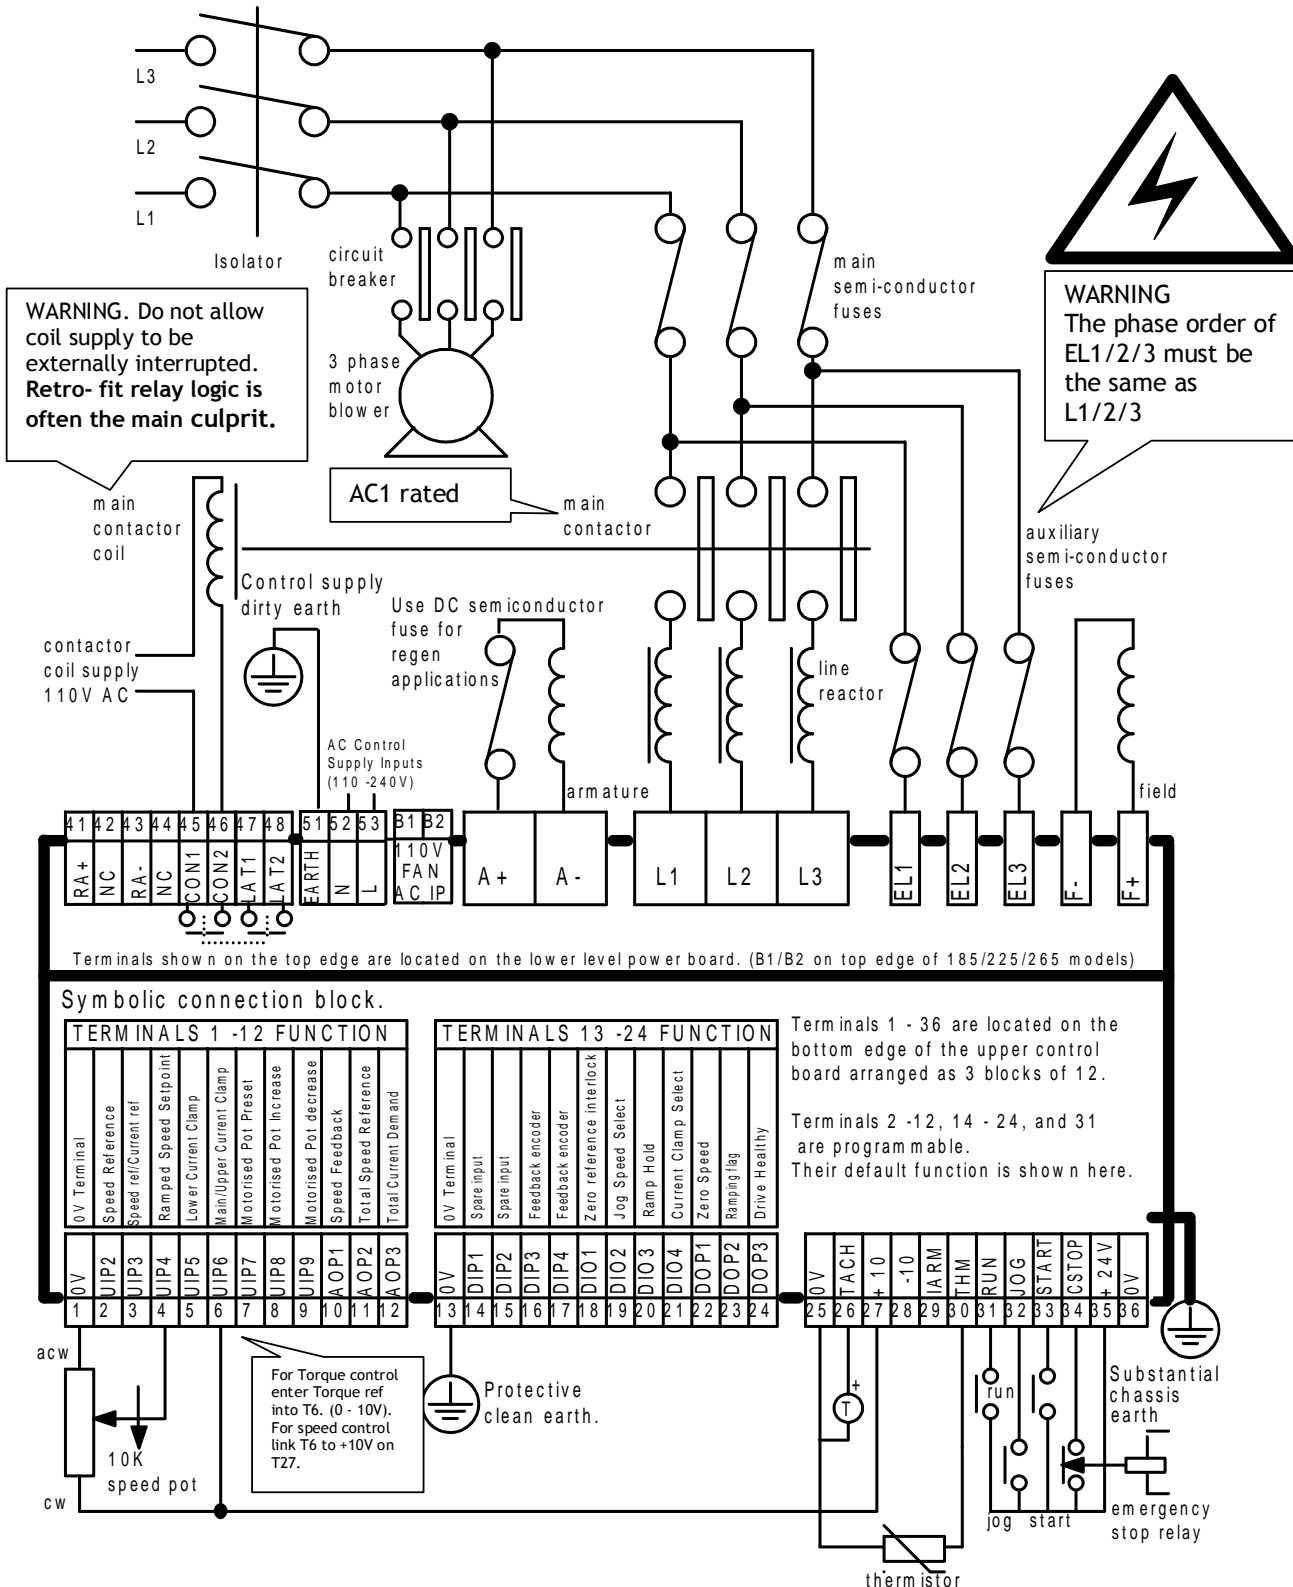 L3
L2
L1
Isolator
circuit
breaker
main
semi-conductor
fuses
WARNING
The phase order of
EL1/2/3 must be
the same as
L1/2/3
WARNING. Do not allow
coil supply to be
externally interrupted.
Retro- fit relay logic is
often the main culprit.
3 phase
motor
blower
AC1 rated
main
contactor
coil
main
contactor
auxiliary
semi-conductor
fuses
Control supply
dirty earth
Use DC semiconductor
fuse for
regen
applications
contactor
coil supply
110V AC
line
reactor
AC Control
Supply Inputs
(110 -240V)
armature
field
41 42 43 44 45 46 47 48 51 52 53 B1 B2
RA+ NC RA- NC CON1 CON2 LAT1 LAT2 EARTH N L
110V
FAN
AC IP
A+ A- L1 L2 L3 EL1 EL2 EL3 F- F+
Terminals shown on the top edge are located on the lower level power board. (B1/B2 on top edge of 185/225/265 models)
Symbolic connection block.
TERMINALS 1 -12 FUNCTION
0V Terminal
Speed Reference
Speed ref/Current ref
Ramped Speed Setpoint
Lower Current Clamp
Main/Upper Current Clamp
Motorised Pot Preset
Motorised Pot Increase
Motorised Pot decrease
Speed Feedback
Total Speed Reference
Total Current Demand
TERMINALS 13 -24 FUNCTION
0V Terminal
Spare input
Spare input
Feedback encoder
Feedback encoder
Zero reference interlock
Jog Speed Select
Ramp Hold
Current Clamp Select
Zero Speed
Ramping flag
Drive Healthy
Terminals 1 - 36 are located on the
bottom edge of the upper control
board arranged as 3 blocks of 12.
Terminals 2 -12, 14 - 24, and 31
are programmable.
Their default function is shown here.
0V UIP2 UIP3 UIP4 UIP5 UIP6 UIP7 UIP8 UIP9 AOP1 AOP2 AOP3
1 2 3 4 5 6 7 8 9 10 11 12
0V DIP1 DIP2 DIP3 DIP4 DIO1 DIO2 DIO3 DIO4 DOP1 DOP2 DOP3
13 14 15 16 17 18 19 20 21 22 23 24
0V TACH +10 -10 IARM THM RUN JOG START CSTOP +24V 0V
25 26 27 28 29 30 31 32 33 34 35 36
acw
10K
speed pot
cw
For Torque control
enter Torque ref
into T6. (0 - 10V).
For speed control
link T6 to +10V on
T27.
Protective
clean earth.
+
T
run
Substantial
chassis
earth
jog start
emergency
stop relay
thermistor